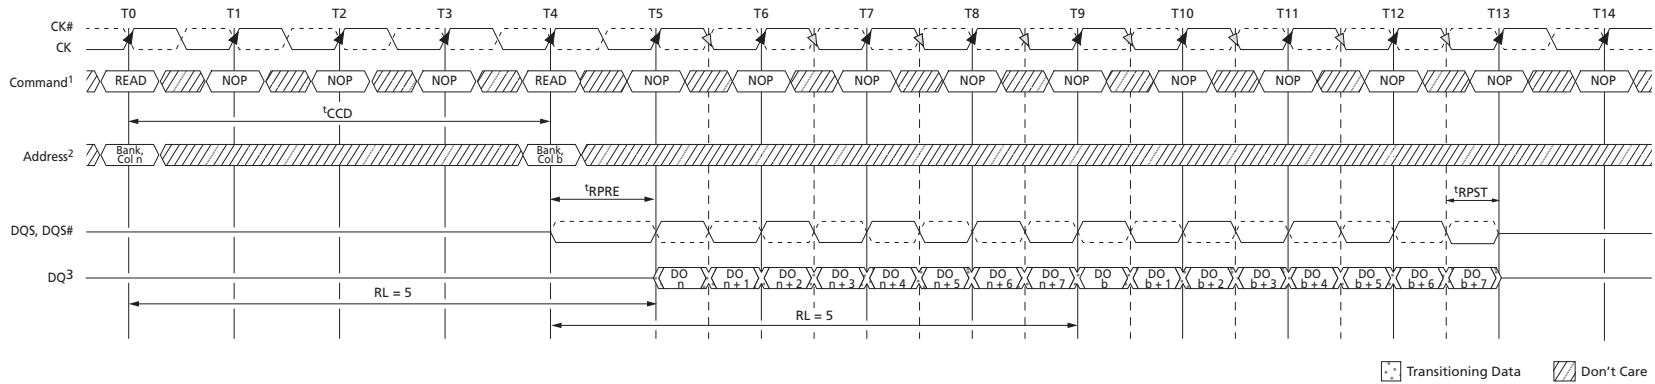 T0 T1 T2 T3 T4 T5 T6 T7 T8 T9 T10 T11 T12 T13 T14
CK#
CK
Command1 READ NOP NOP NOP READ NOP NOP NOP NOP NOP NOP NOP NOP NOP NOP
tCCD
Address2 Bank, Col n Bank, Col b
tRPRE tRPST
DQS, DQS#
DQ3 DO n DO n + 1 DO n + 2 DO n + 3 DO n + 4 DO n + 5 DO n + 6 DO n + 7 DO b DO b + 1 DO b + 2 DO b + 3 DO b + 4 DO b + 5 DO b + 6 DO b + 7
RL = 5
RL = 5
Transitioning Data Don't Care